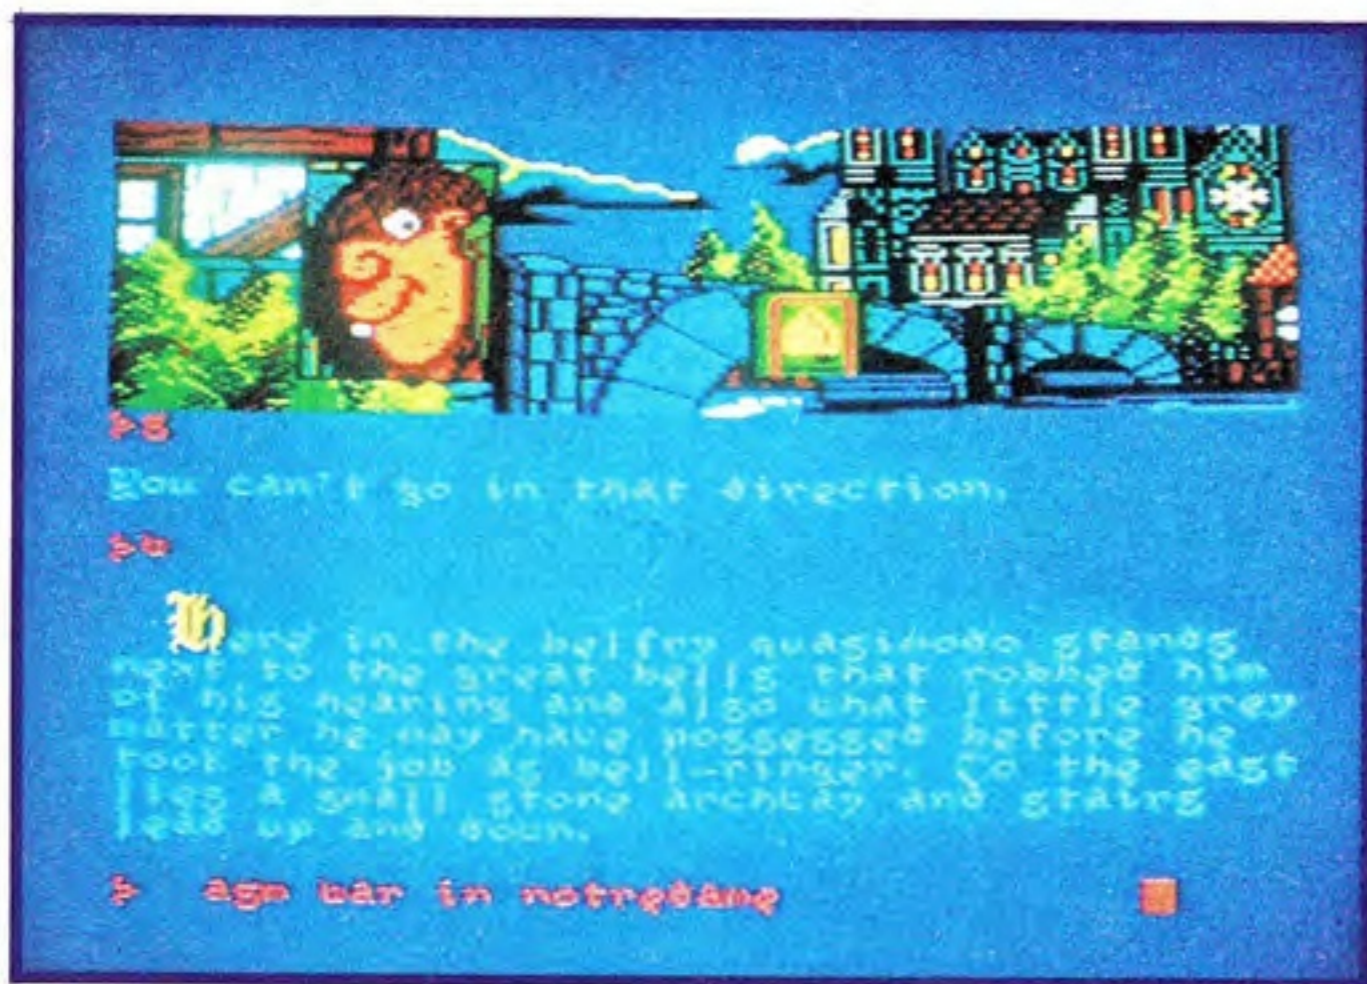 >s
You can't go in that direction.
>u
Here in the belfry quasimodo stands
next to the great bells that robbed him
of his hearing and also that little grey
matter he may have possessed before he
took the job as bell-ringer. To the east
lies a small stone archway and stairs
lead up and down.
> asm war in notredame